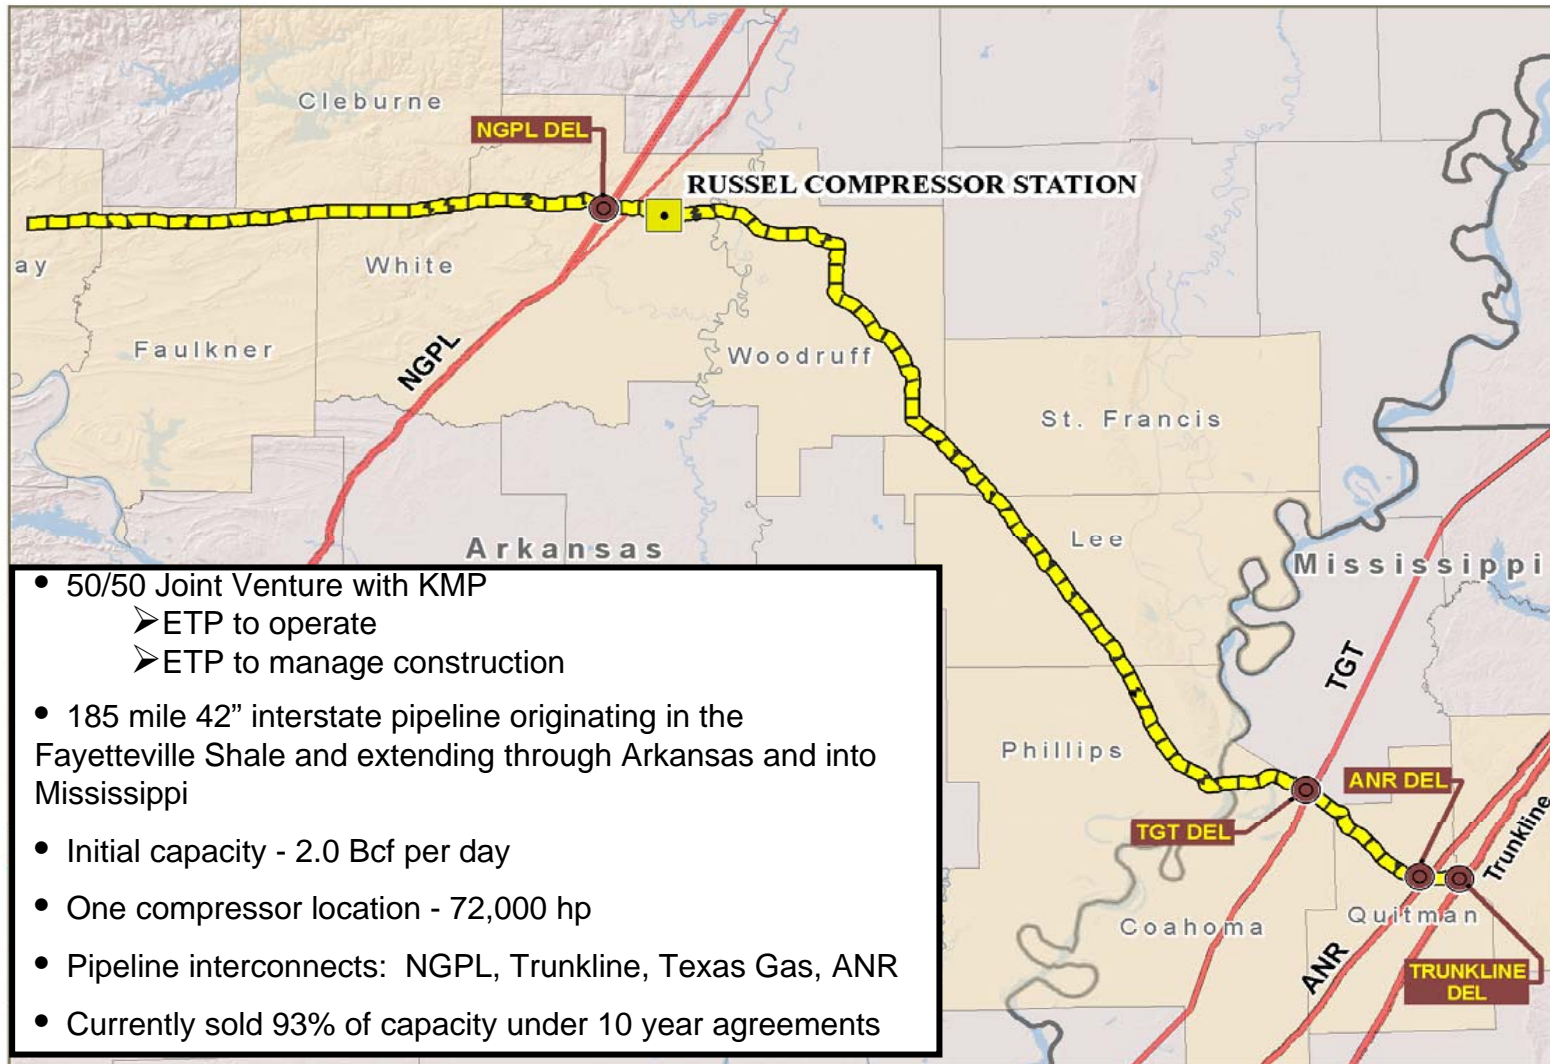 Cleburne
NGPL DEL
RUSSEL COMPRESSOR STATION
ay
White
Faulkner
NGPL
Woodruff
St. Francis
Lee
Arkansas
Mississippi
TGT
Phillips
ANR DEL
TGT DEL
Trunkline
Coahoma
Quitman
ANR
TRUNKLINE
DEL
• 50/50 Joint Venture with KMP
➢ETP to operate
➢ETP to manage construction
• 185 mile 42” interstate pipeline originating in the
Fayetteville Shale and extending through Arkansas and into
Mississippi
• Initial capacity - 2.0 Bcf per day
• One compressor location - 72,000 hp
• Pipeline interconnects: NGPL, Trunkline, Texas Gas, ANR
• Currently sold 93% of capacity under 10 year agreements